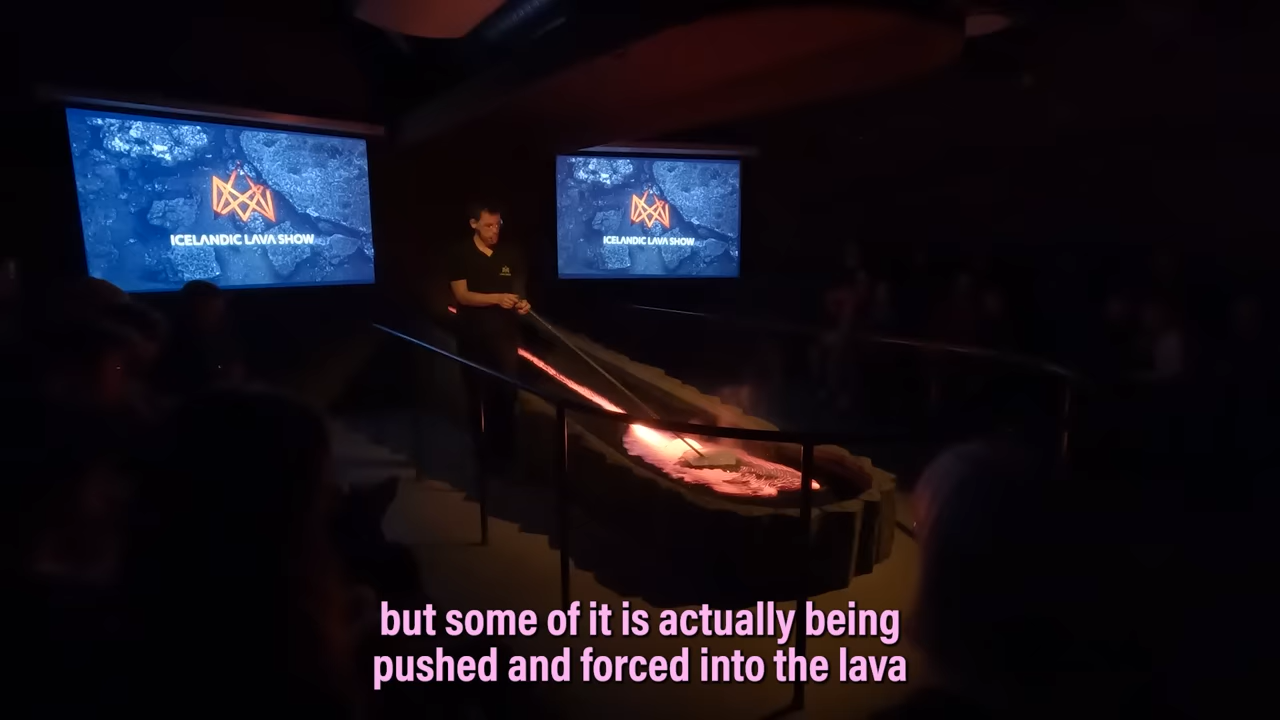 ICELANDIC LAVA SHOW
ICELANDIC LAVA SHOW
but some of it is actually being
pushed and forced into the lava